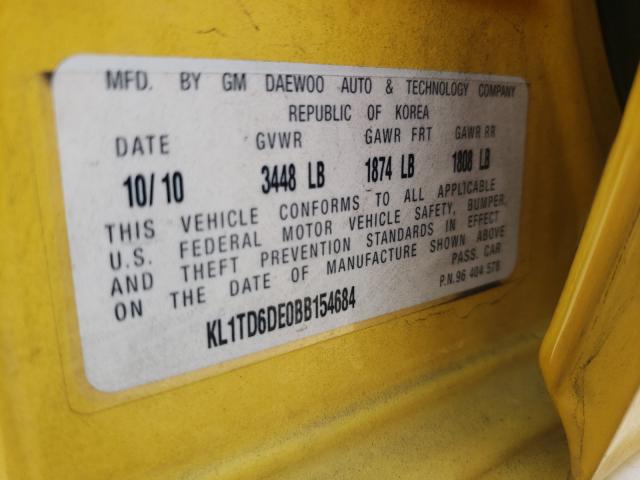 MFD. BY GM DAEWOO AUTO & TECHNOLOGY COMPANY
REPUBLIC OF KOREA
DATE GVWR GAWR FRT GAWR RR
10/10 3448 LB 1874 LB 1808 LB
THIS VEHICLE CONFORMS TO ALL APPLICABLE
U.S. FEDERAL MOTOR VEHICLE SAFETY, BUMPER,
AND THEFT PREVENTION STANDARDS IN EFFECT
ON THE DATE OF MANUFACTURE SHOWN ABOVE
PASS. CAR
P.N.96 404 578
KL1TD6DE0BB154684